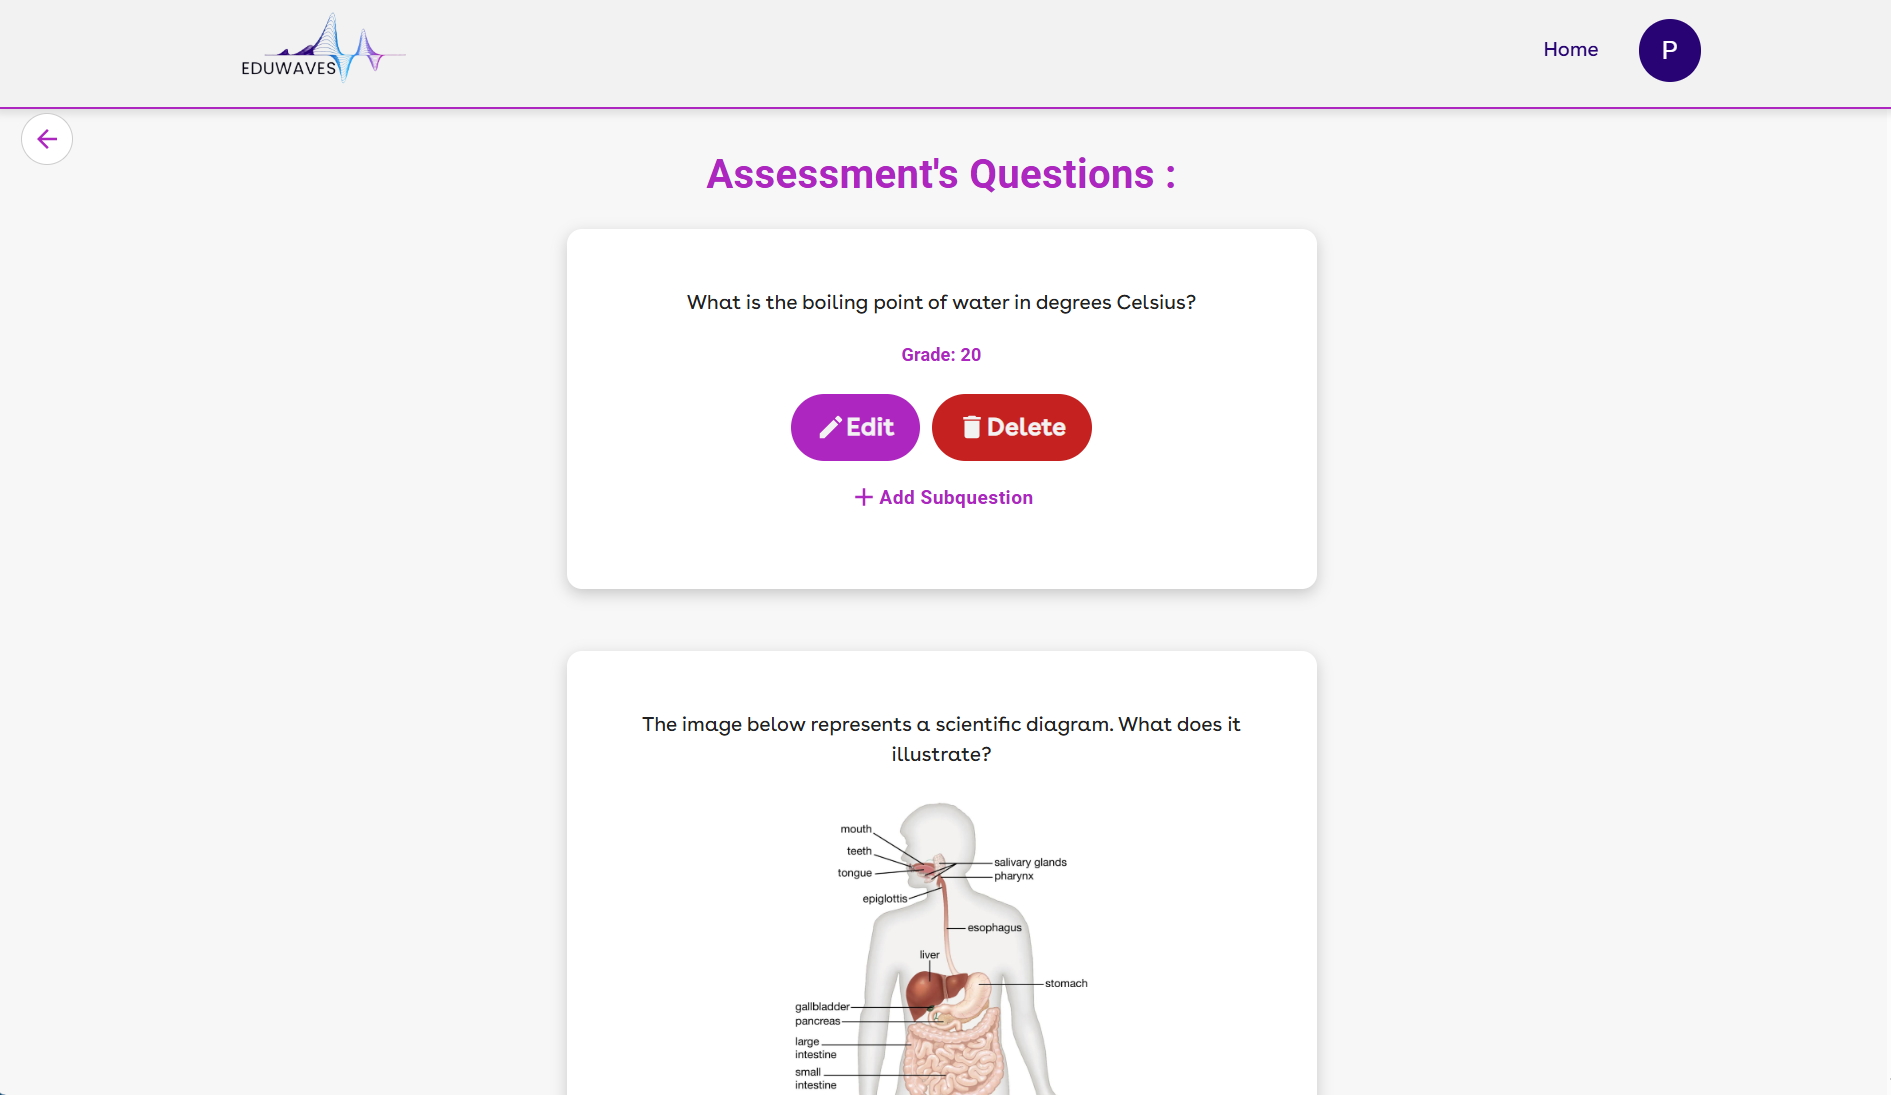 EDUWAVES
Home
P
Assessment's Questions :
What is the boiling point of water in degrees Celsius?
Grade: 20
Edit
Delete
Add Subquestion
The image below represents a scientific diagram. What does it
illustrate?
mouth
teeth
tongue
salivary glands
pharynx
epiglottis
esophagus
liver
stomach
gallbladder
pancreas
large
intestine
small
intestine